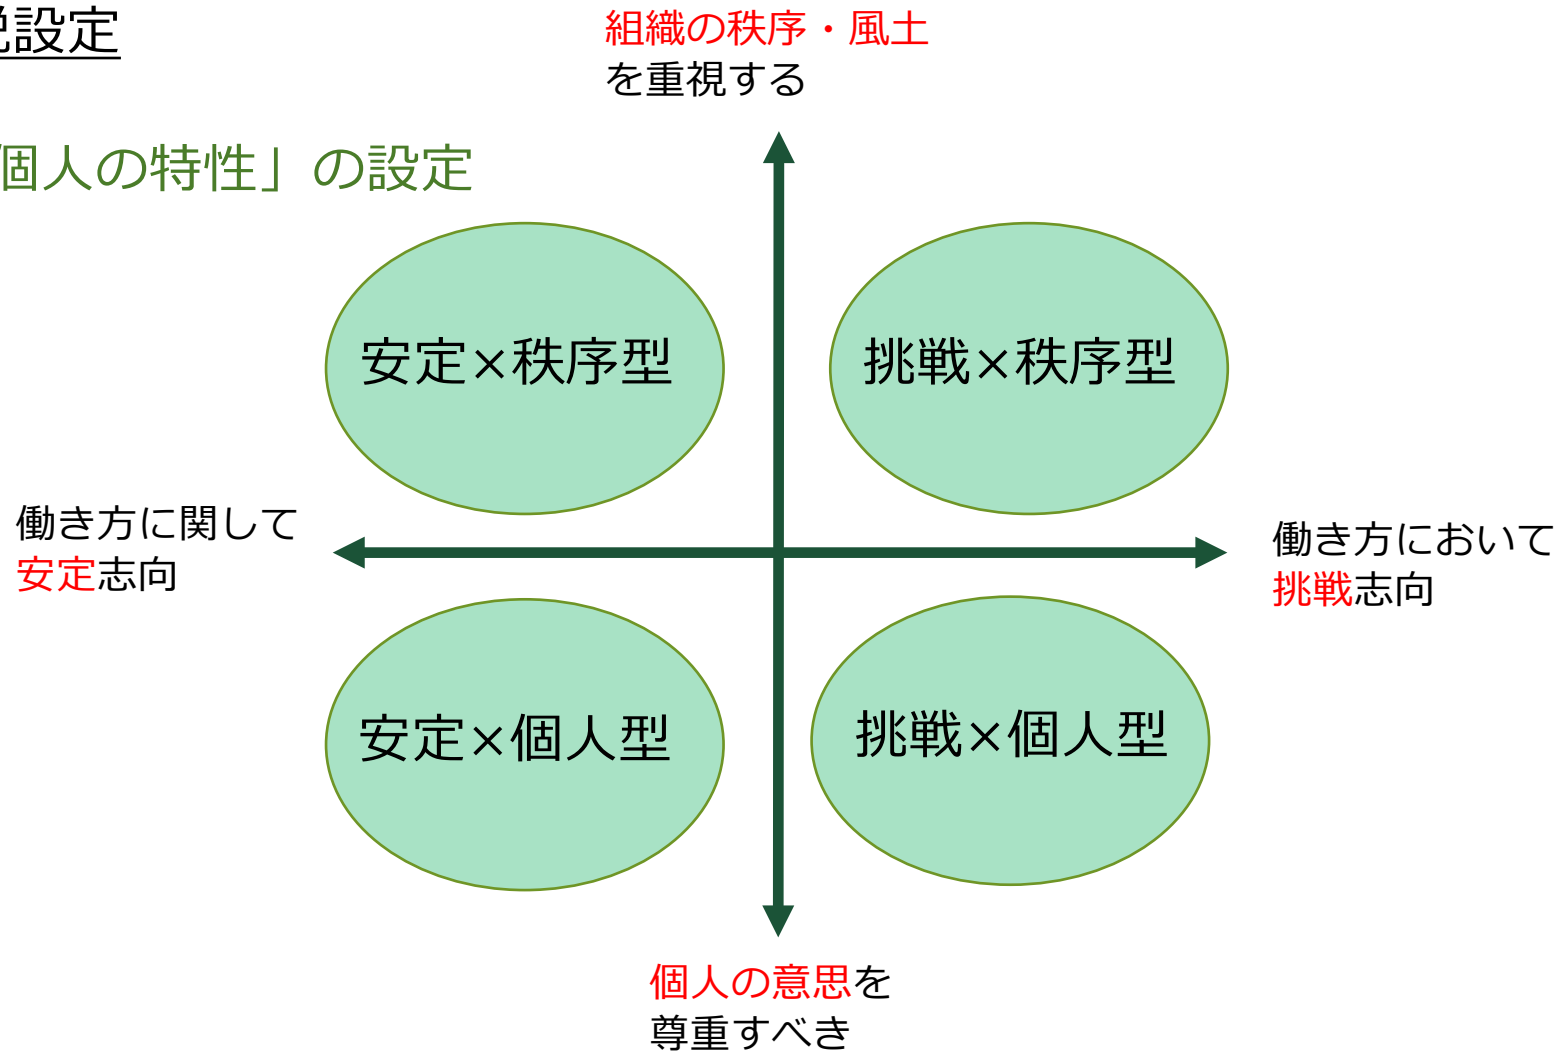 説設定
組織の秩序・風土
を重視する
個人の特性」の設定
安定×秩序型
挑戦×秩序型
働き方に関して
安定志向
働き方において
挑戦志向
安定×個人型
挑戦×個人型
個人の意思を
尊重すべき